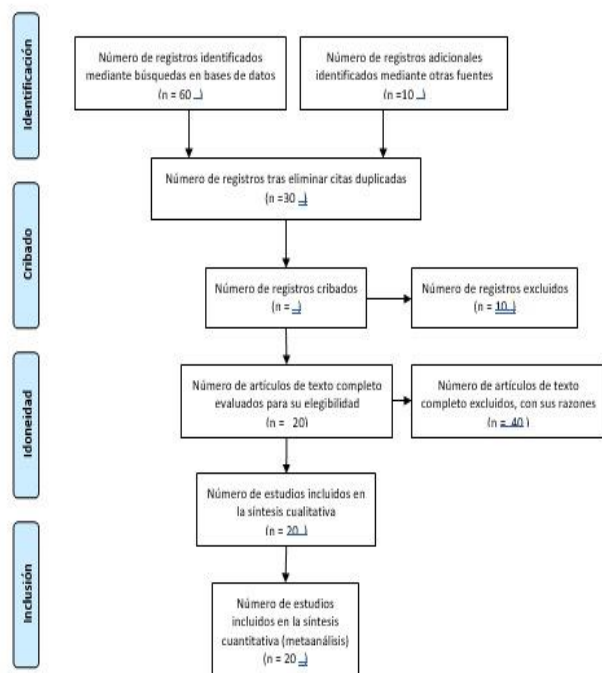 Identificación
Número de registros identificados
mediante búsquedas en bases de datos
(n = 60 )
Número de registros adicionales
identificados mediante otras fuentes
(n =10 )
Número de registros tras eliminar citas duplicadas
(n =30 )
Cribado
Número de registros cribados
(n = )
Número de registros excluidos
(n = 10 )
Idoneidad
Número de artículos de texto completo
evaluados para su elegibilidad
(n = 20)
Número de artículos de texto
completo excluidos, con sus razones
(n = 40 )
Número de estudios incluidos en
la síntesis cualitativa
(n = 20 )
Inclusión
Número de estudios
incluidos en la síntesis
cuantitativa (metaanálisis)
(n = 20 )